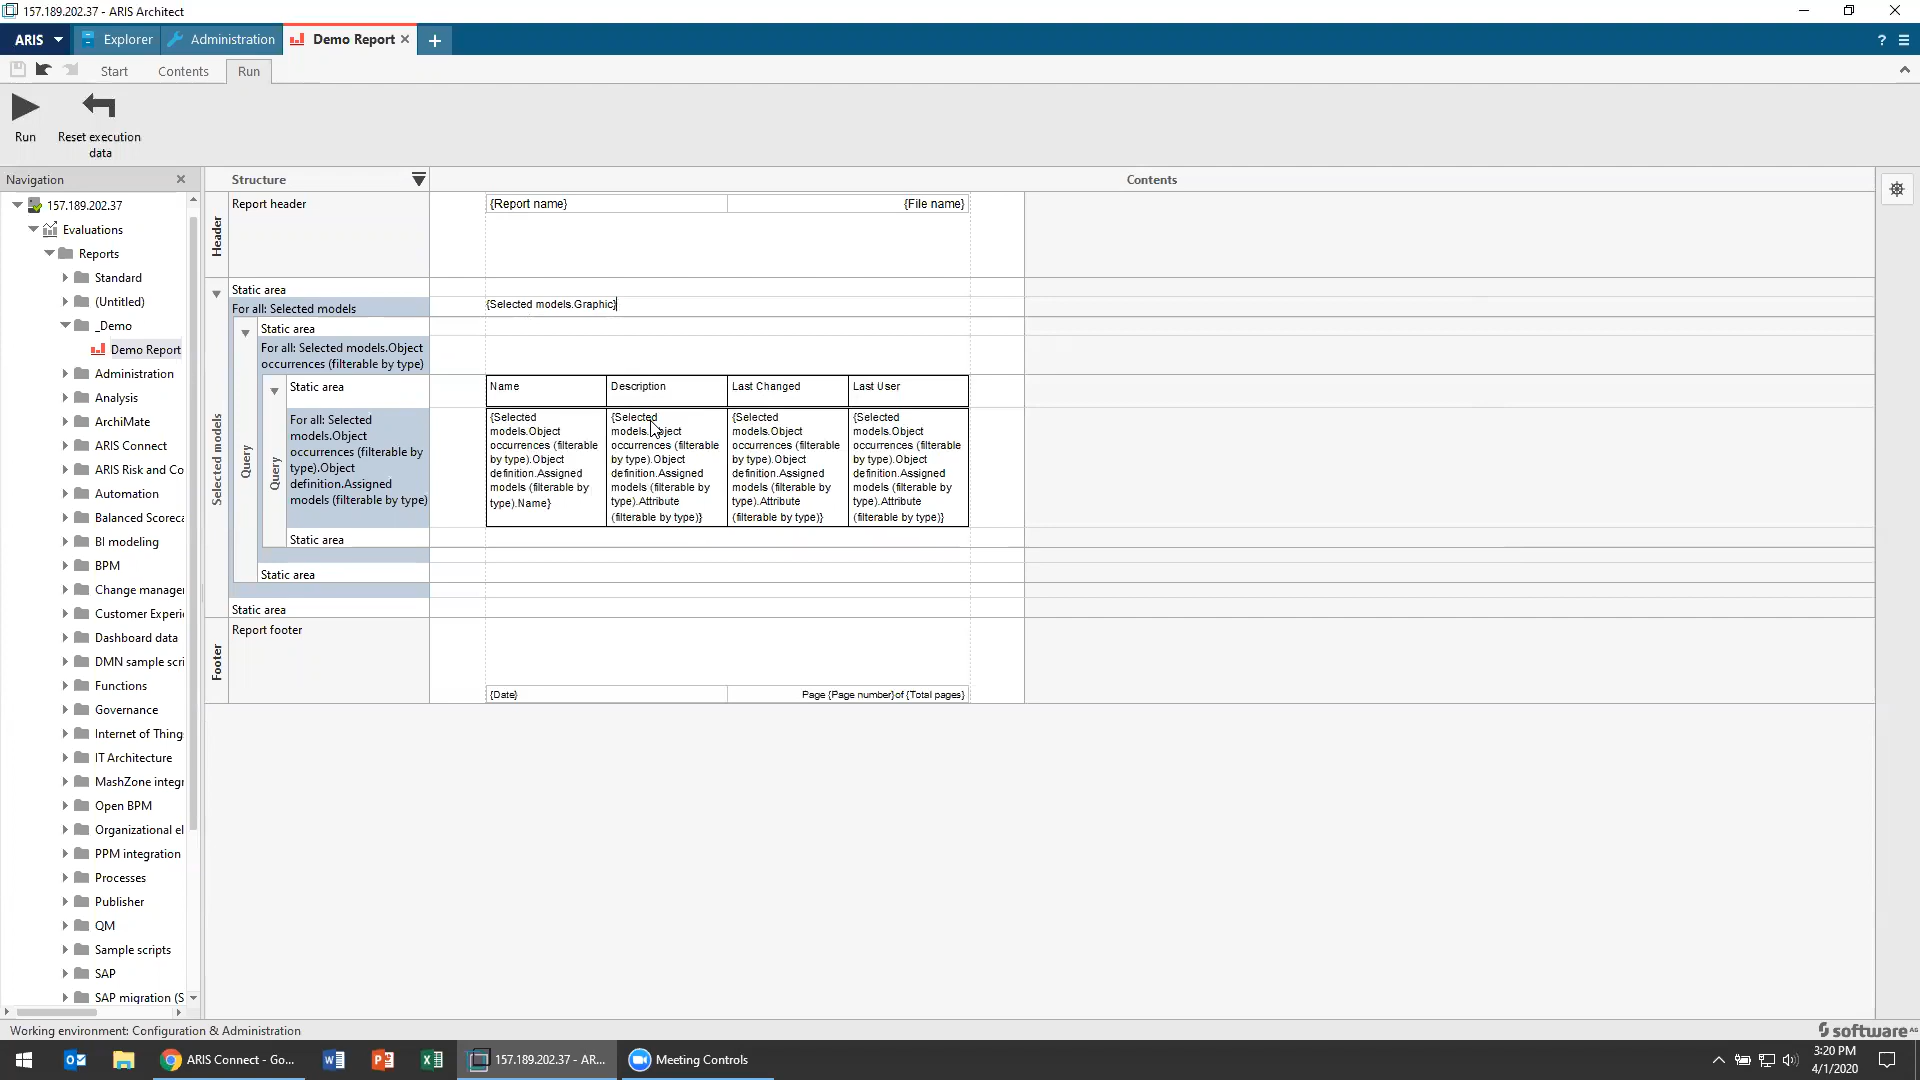 157.189.202.37 - ARIS Architect
ARIS
Explorer
Administration
Demo Report
Start
Contents
Run
Run
Reset execution
data
Navigation
157.189.202.37
Evaluations
Reports
Standard
(Untitled)
_Demo
Demo Report
Administration
Analysis
ArchiMate
ARIS Connect
ARIS Risk and Co
Automation
Balanced Scoreca
BI modeling
BPM
Change manager
Customer Experi
Dashboard data
DMN sample scri
Functions
Governance
Internet of Thing
IT Architecture
MashZone integr
Open BPM
Organizational el
PPM integration
Processes
Publisher
QM
Sample scripts
SAP
SAP migration (S
Structure
Contents
Header
Report header
{Report name}
{File name}
Selected models
Static area
For all: Selected models
{Selected models.Graphic}
Query
Static area
For all: Selected models.Object
occurrences (filterable by type)
Query
Static area
Name
Description
Last Changed
Last User
For all: Selected
models.Object
occurrences (filterable by
type).Object
definition.Assigned
models (filterable by type)
{Selected
models.Object
occurrences (filterable
by type).Object
definition.Assigned
models (filterable by
type).Name}
{Selected
models.Object
occurrences (filterable
by type).Object
definition.Assigned
models (filterable by
type).Attribute
(filterable by type)}
{Selected
models.Object
occurrences (filterable
by type).Object
definition.Assigned
models (filterable by
type).Attribute
(filterable by type)}
{Selected
models.Object
occurrences (filterable
by type).Object
definition.Assigned
models (filterable by
type).Attribute
(filterable by type)}
Static area
Static area
Static area
Footer
Report footer
{Date}
Page {Page number}of {Total pages}
Working environment: Configuration & Administration
software AG
ARIS Connect - Go...
157.189.202.37 - AR...
Meeting Controls
3:20 PM
4/1/2020